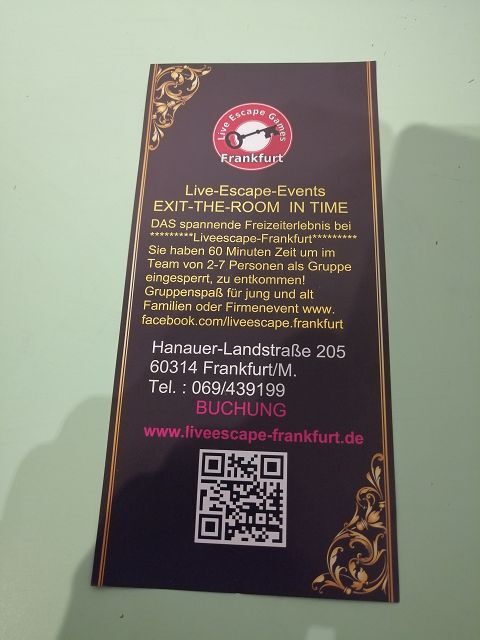 Live Escape Games
Frankfurt
Live-Escape-Events
EXIT-THE-ROOM IN TIME
DAS spannende Freizeiterlebnis bei
*********Liveescape-Frankfurt*********
Sie haben 60 Minuten Zeit um im
Team von 2-7 Personen als Gruppe
eingesperrt, zu entkommen!
Gruppenspaß für jung und alt
Familien oder Firmenevent www.
facebook.com/liveescape.frankfurt
Hanauer-Landstraße 205
60314 Frankfurt/M.
Tel. : 069/439199
BUCHUNG
www.liveescape-frankfurt.de